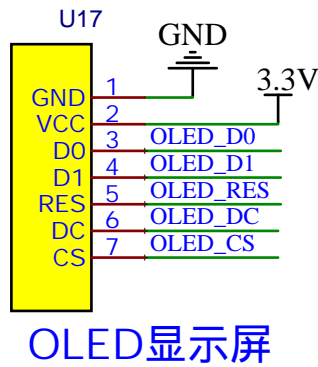 U17
GND
3.3V
GND 1
VCC 2
D0 3 OLED_D0
D1 4 OLED_D1
RES 5 OLED_RES
DC 6 OLED_DC
CS 7 OLED_CS
OLED显示屏